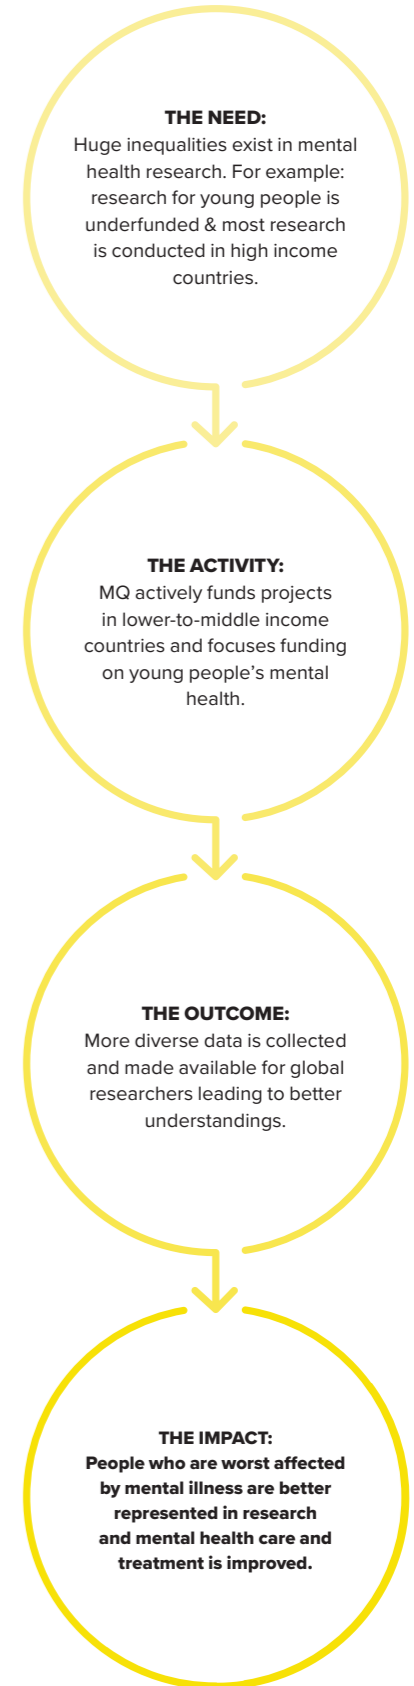 THE NEED:
Huge inequalities exist in mental
health research. For example:
research for young people is
underfunded & most research
is conducted in high income
countries.
THE ACTIVITY:
MQ actively funds projects
in lower-to-middle income
countries and focuses funding
on young people’s mental
health.
THE OUTCOME:
More diverse data is collected
and made available for global
researchers leading to better
understandings.
THE IMPACT:
People who are worst affected
by mental illness are better
represented in research
and mental health care and
treatment is improved.